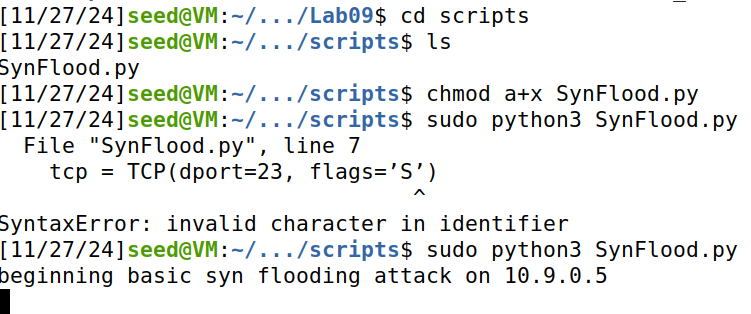 [11/27/24]seed@VM:~/.../Lab09$ cd scripts
[11/27/24]seed@VM:~/.../scripts$ ls
SynFlood.py
[11/27/24]seed@VM:~/.../scripts$ chmod a+x SynFlood.py
[11/27/24]seed@VM:~/.../scripts$ sudo python3 SynFlood.py
  File "SynFlood.py", line 7
    tcp = TCP(dport=23, flags=’S’)
                                ^
SyntaxError: invalid character in identifier
[11/27/24]seed@VM:~/.../scripts$ sudo python3 SynFlood.py
beginning basic syn flooding attack on 10.9.0.5